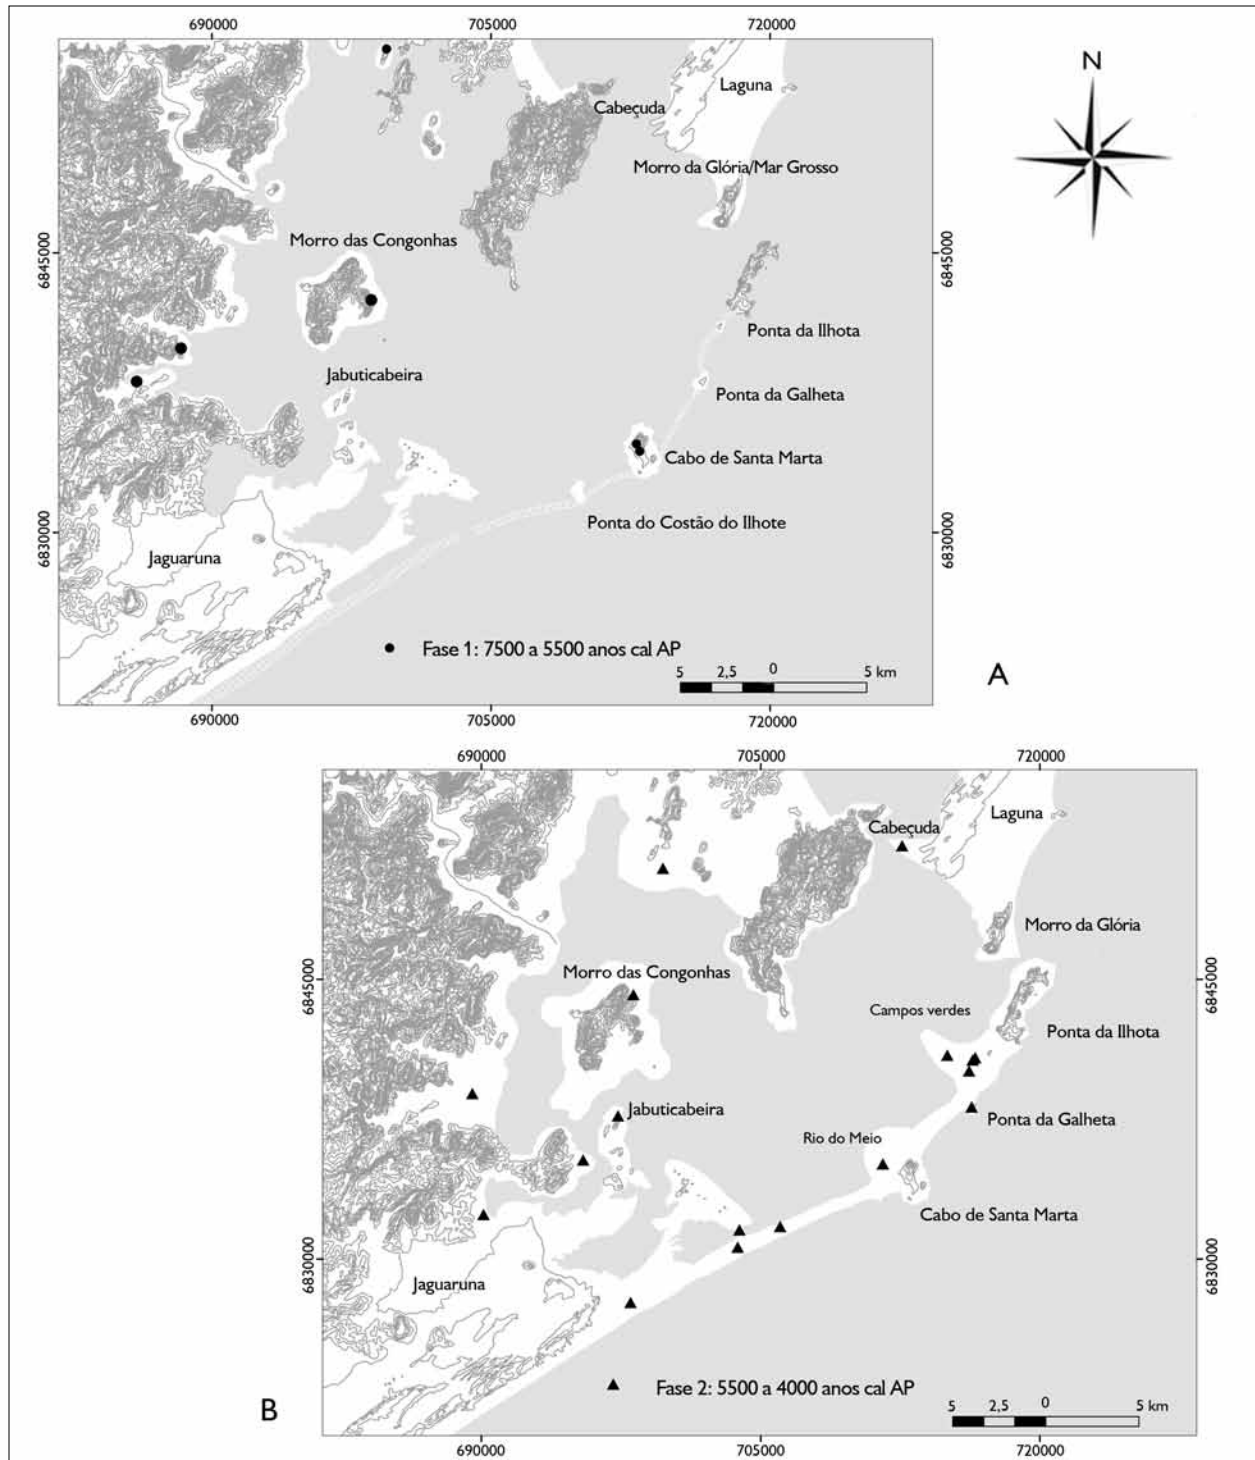 690000
705000
720000
N
Laguna
Cabeçuda
Morro da Glória/Mar Grosso
Morro das Congonhas
6845000
6845000
Ponta da Ilhota
Jabuticabeira
Ponta da Galheta
Cabo de Santa Marta
Ponta do Costão do Ilhote
6830000
6830000
Jaguaruna
Fase 1: 7500 a 5500 anos cal AP
5 2,5 0 5 km
A
690000
705000
720000
690000
705000
720000
Laguna
Cabeçuda
Morro da Glória
Morro das Congonhas
6845000
6845000
Campos verdes
Ponta da Ilhota
Jabuticabeira
Ponta da Galheta
Rio do Meio
Cabo de Santa Marta
6830000
6830000
Jaguaruna
Fase 2: 5500 a 4000 anos cal AP
5 2,5 0 5 km
B
690000
705000
720000